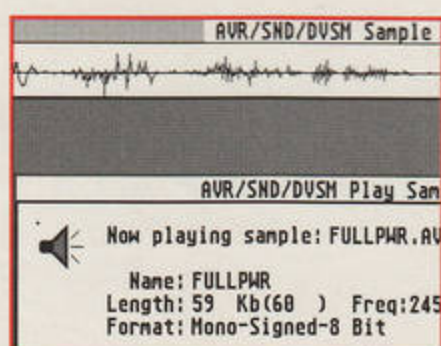 AVR/SND/DVSM Sample
AVR/SND/DVSM Play Sam
Now playing sample: FULLPWR.AV
Name: FULLPWR
Length: 59 Kb(60 ) Freq:245
Format: Mono-Signed-8 Bit